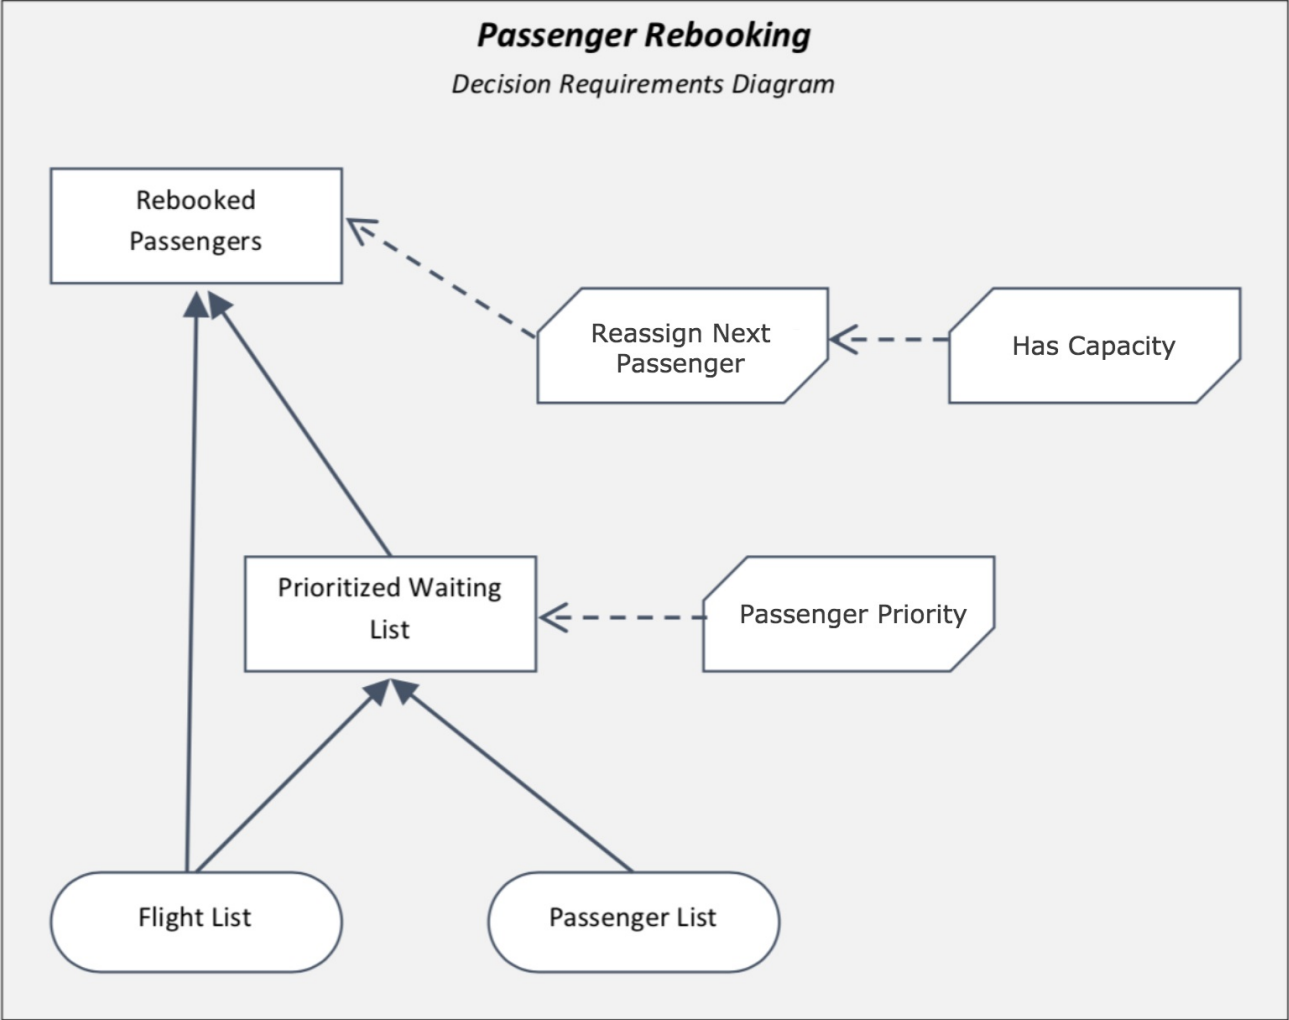 Passenger Rebooking
Decision Requirements Diagram
Rebooked
Passengers
Reassign Next
Passenger
Has Capacity
Prioritized Waiting
List
Passenger Priority
Flight List
Passenger List